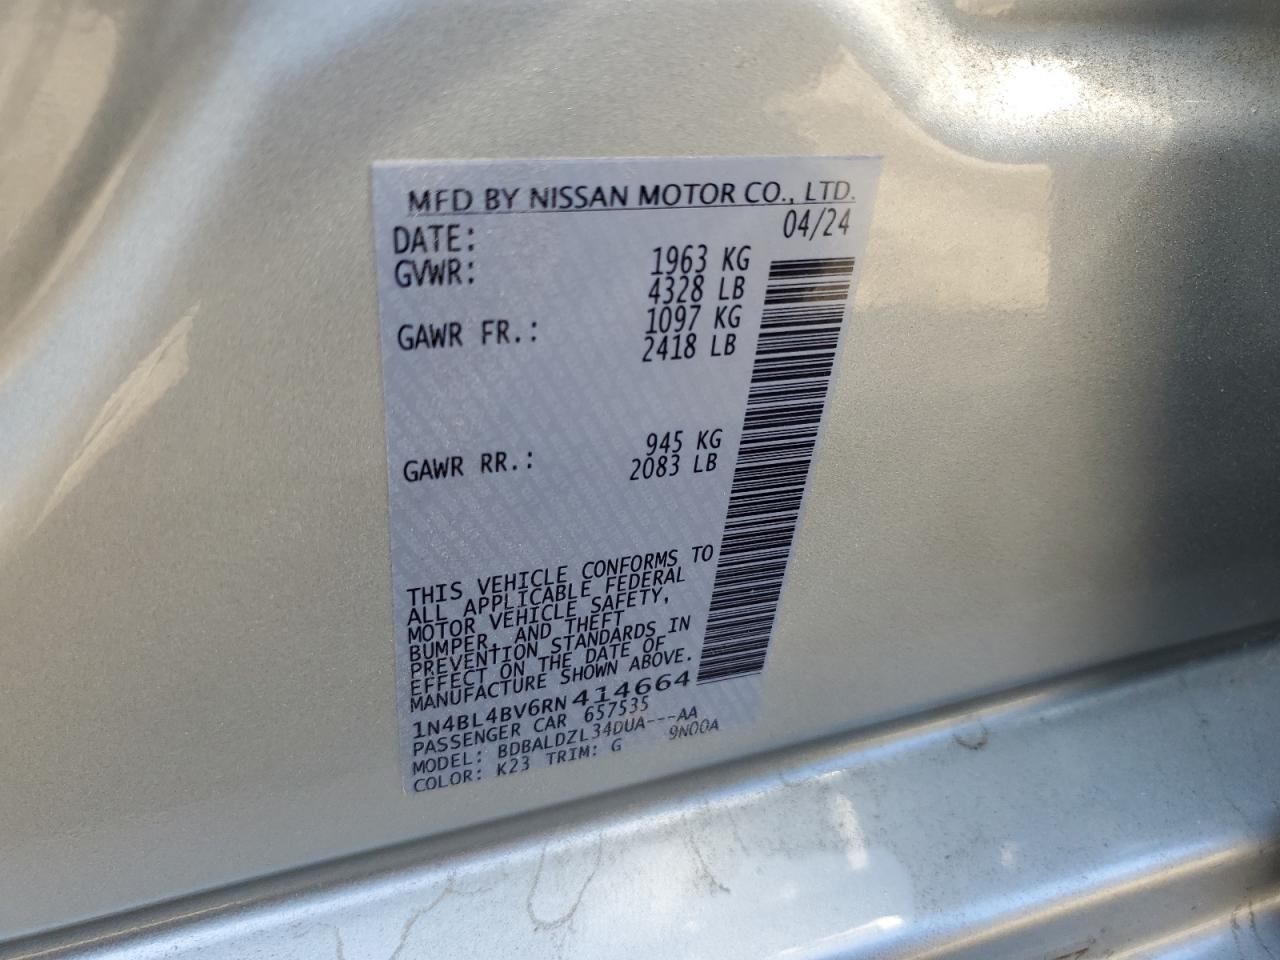 MFD BY NISSAN MOTOR CO., LTD.
DATE: 04/24
GVWR: 1963 KG
4328 LB
GAWR FR.: 1097 KG
2418 LB
GAWR RR.: 945 KG
2083 LB
THIS VEHICLE CONFORMS TO
ALL APPLICABLE FEDERAL
MOTOR VEHICLE SAFETY,
BUMPER, AND THEFT
PREVENTION STANDARDS IN
EFFECT ON THE DATE OF
MANUFACTURE SHOWN ABOVE.
1N4BL4BV6RN414664
PASSENGER CAR 657535
MODEL: BDBALDZL34DUA---AA
COLOR: K23 TRIM: G 9N00A